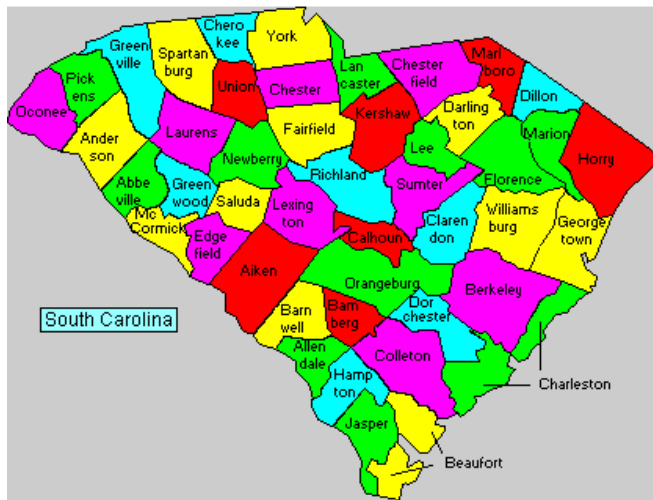 Chero
kee
York
Green
ville
Spartan
burg
Pick
ens
Union
Chester
Lan
caster
Chester
field
Marl
boro
Dillon
Oconee
Ander
son
Laurens
Fairfield
Kershaw
Darling
ton
Marion
Horry
Newberry
Lee
Abbe
ville
Green
wood
Richland
Sumter
Florence
Saluda
Lexing
ton
Mc
Cormick
Edge
field
Calhoun
Claren
don
Williams
burg
George
town
Aiken
Orangeburg
Berkeley
South Carolina
Barn
well
Bam
berg
Dor
chester
Allen
dale
Colleton
Hamp
ton
Charleston
Jasper
Beaufort